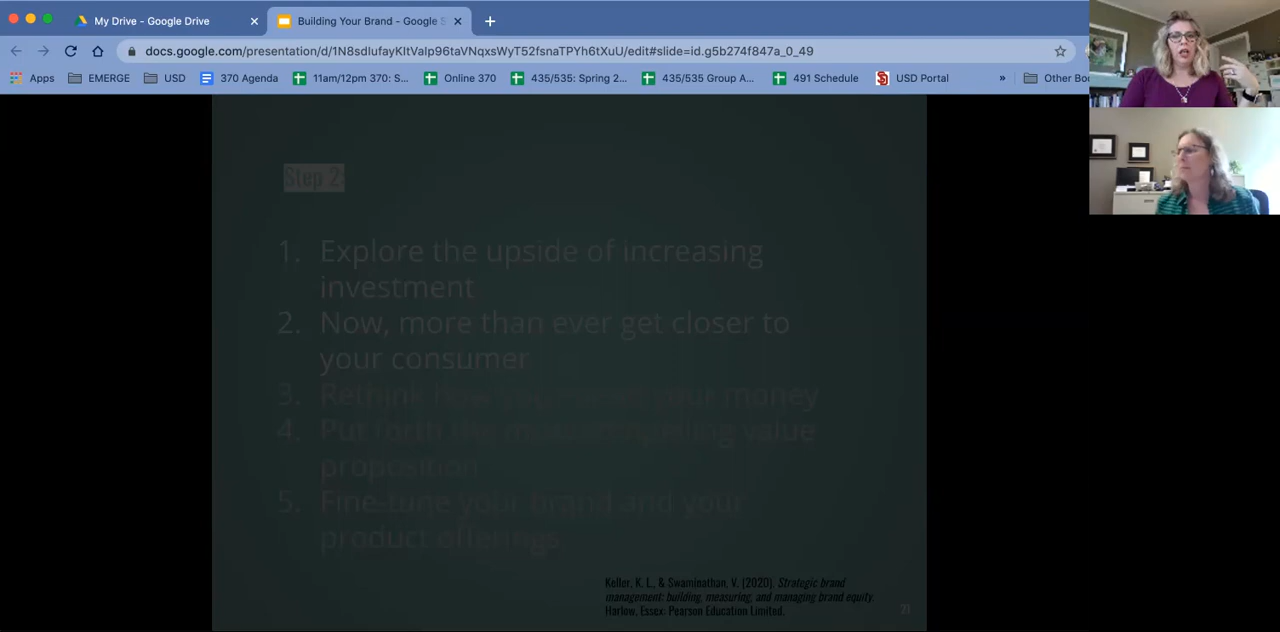 My Drive - Google Drive
Building Your Brand - Google S
docs.google.com/presentation/d/1N8sdIufayKItValp96taVNqxsWyT52fsnaTPYh6tXuU/edit#slide=id.g5b274f847a_0_49
Apps EMERGE USD 370 Agenda 11am/12pm 370: S... Online 370 435/535: Spring 2... 435/535 Group A... 491 Schedule USD Portal » Other Bo
Step 2:
1. Explore the upside of increasing
investment
2. Now, more than ever get closer to
your consumer
3. Rethink how you your money
4. Put forth the value
proposition
5. Fine-tune your brand and your
product offerings
Keller, K. L., & Swaminathan, V. (2020). Strategic brand
management: building, measuring, and managing brand equity.
Harlow, Essex: Pearson Education Limited.